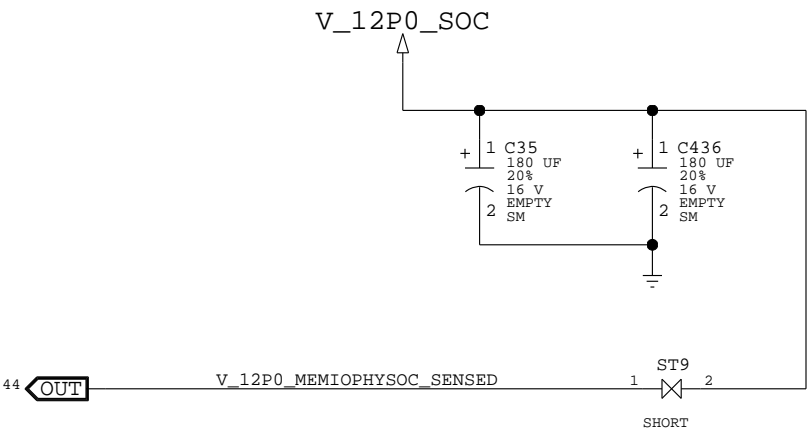 V_12P0_SOC
1 C35
+ 180 UF
20%
16 V
EMPTY
2 SM
1 C436
+ 180 UF
20%
16 V
EMPTY
2 SM
ST9
44 OUT V_12P0_MEMIOPHYSOC_SENSED 1 2
SHORT